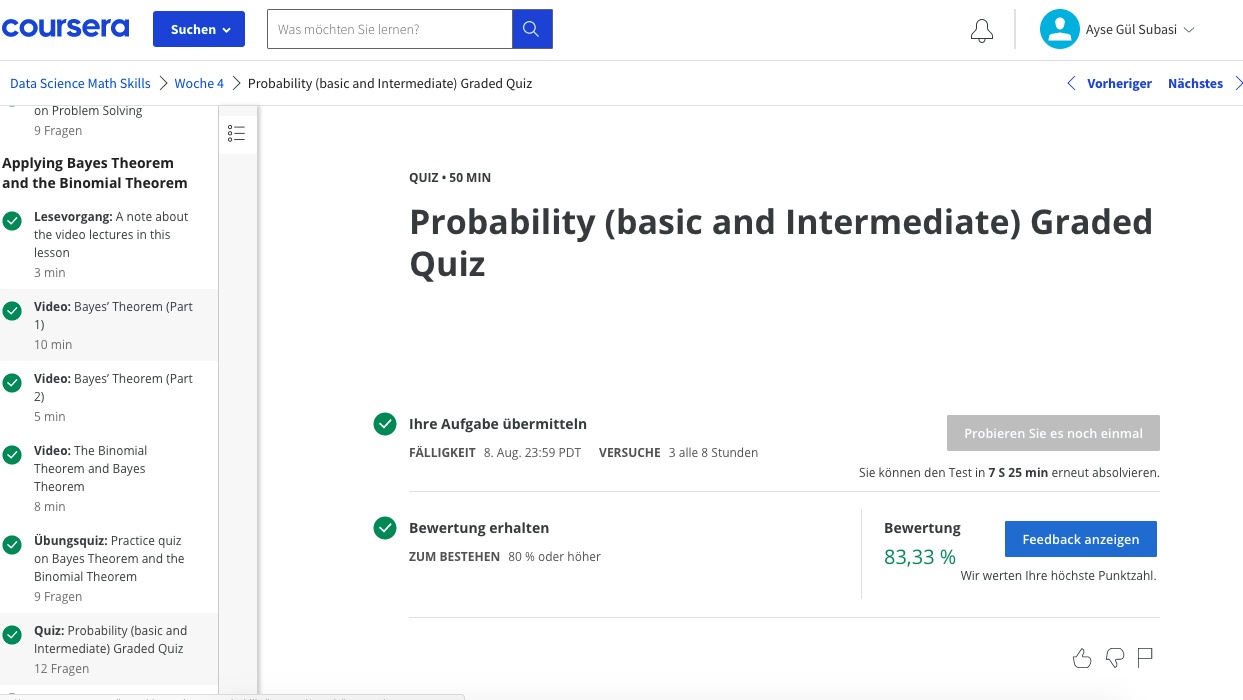 coursera
Suchen
Was möchten Sie lernen?
Ayse Gül Subasi
Data Science Math Skills
Woche 4
Probability (basic and Intermediate) Graded Quiz
Vorheriger
Nächstes
on Problem Solving
9 Fragen
Applying Bayes Theorem
and the Binomial Theorem
Lesevorgang: A note about
the video lectures in this
lesson
3 min
Video: Bayes’ Theorem (Part
1)
10 min
Video: Bayes’ Theorem (Part
2)
5 min
Video: The Binomial
Theorem and Bayes
Theorem
8 min
Übungsquiz: Practice quiz
on Bayes Theorem and the
Binomial Theorem
9 Fragen
Quiz: Probability (basic and
Intermediate) Graded Quiz
12 Fragen
QUIZ • 50 MIN
Probability (basic and Intermediate) Graded
Quiz
Ihre Aufgabe übermitteln
FÄLLIGKEIT 8. Aug. 23:59 PDT VERSUCHE 3 alle 8 Stunden
Probieren Sie es noch einmal
Sie können den Test in 7 S 25 min erneut absolvieren.
Bewertung erhalten
ZUM BESTEHEN 80 % oder höher
Bewertung
83,33 %
Feedback anzeigen
Wir werten Ihre höchste Punktzahl.